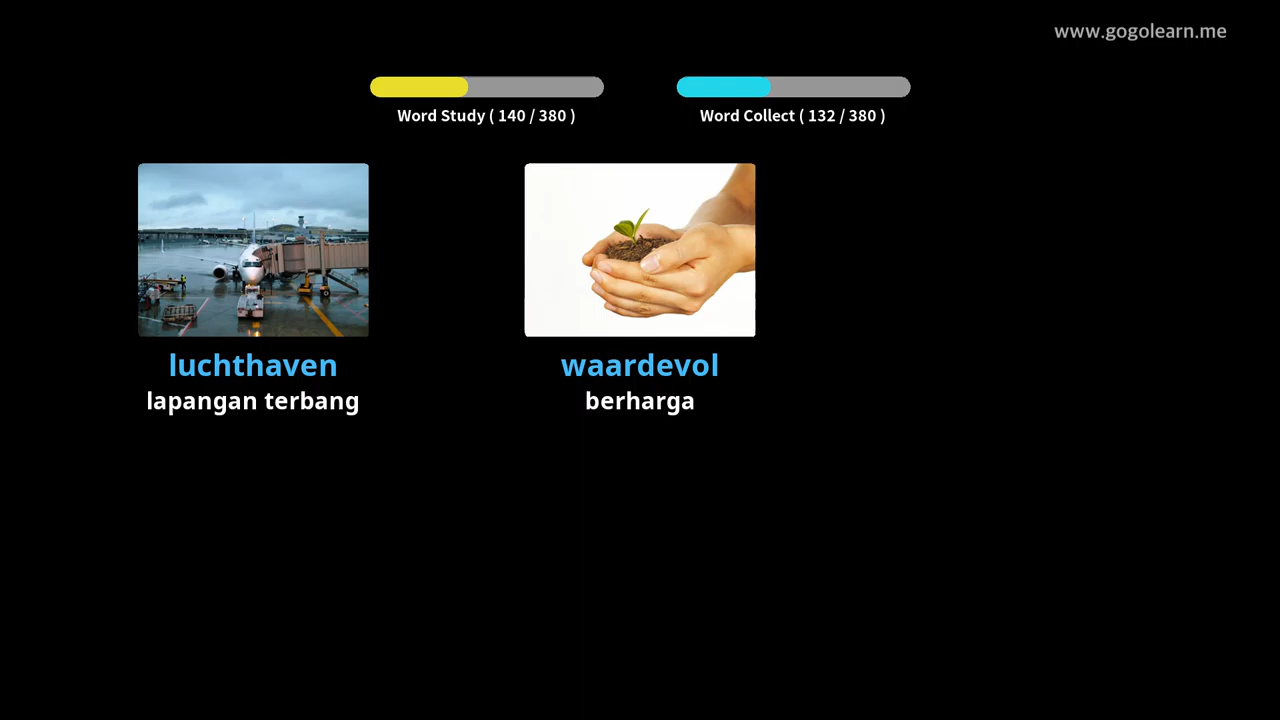 www.gogolearn.me
Word Study ( 140 / 380 )
Word Collect ( 132 / 380 )
luchthaven
lapangan terbang
waardevol
berharga